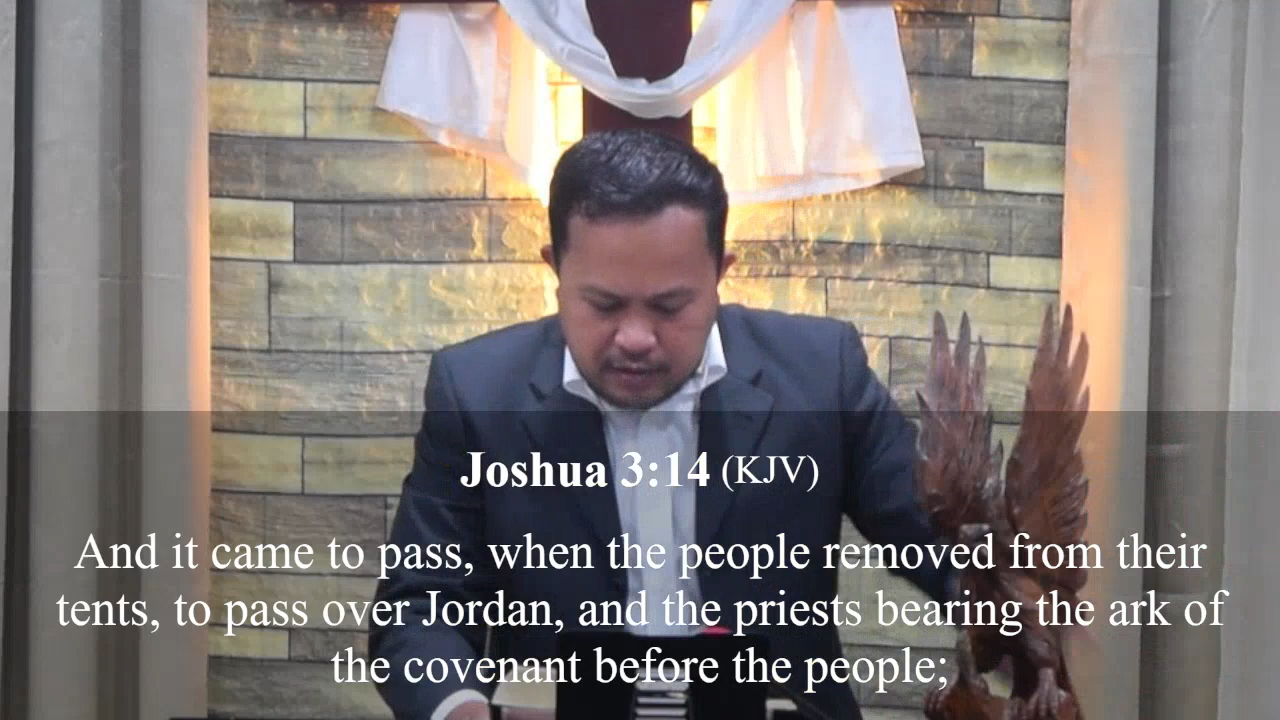 Joshua 3:14 (KJV)
And it came to pass, when the people removed from their
tents, to pass over Jordan, and the priests bearing the ark of
the covenant before the people;